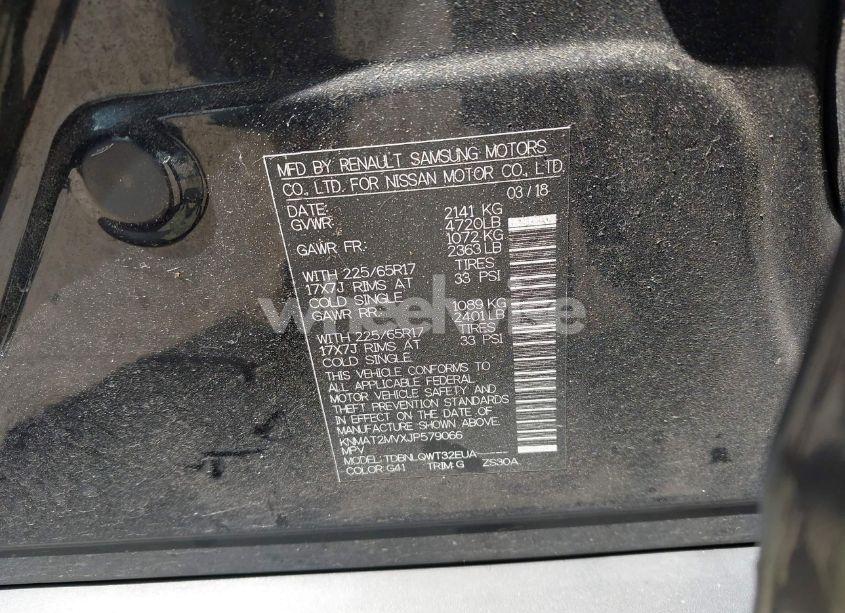 MFD BY RENAULT SAMSUNG MOTORS
CO., LTD. FOR NISSAN MOTOR CO., LTD.
DATE: 03 / 18
GVWR: 2141 KG
4720LB
GAWR FR: 1072 KG
2363 LB
WITH 225/65R17 TIRES
17X7J RIMS AT 33 PSI
COLD SINGLE
GAWR RR: 1089 KG
2401LB
WITH 225/65R17 TIRES
17X7J RIMS AT 33 PSI
COLD SINGLE
THIS VEHICLE CONFORMS TO
ALL APPLICABLE FEDERAL
MOTOR VEHICLE SAFETY AND
THEFT PREVENTION STANDARDS
IN EFFECT ON THE DATE OF
MANUFACTURE SHOWN ABOVE.
KNMAT2MVXJP579066
MPV
MODEL: TDBNLQWT32EUA
COLOR: G41 TRIM: G ZS30A
wheelwise